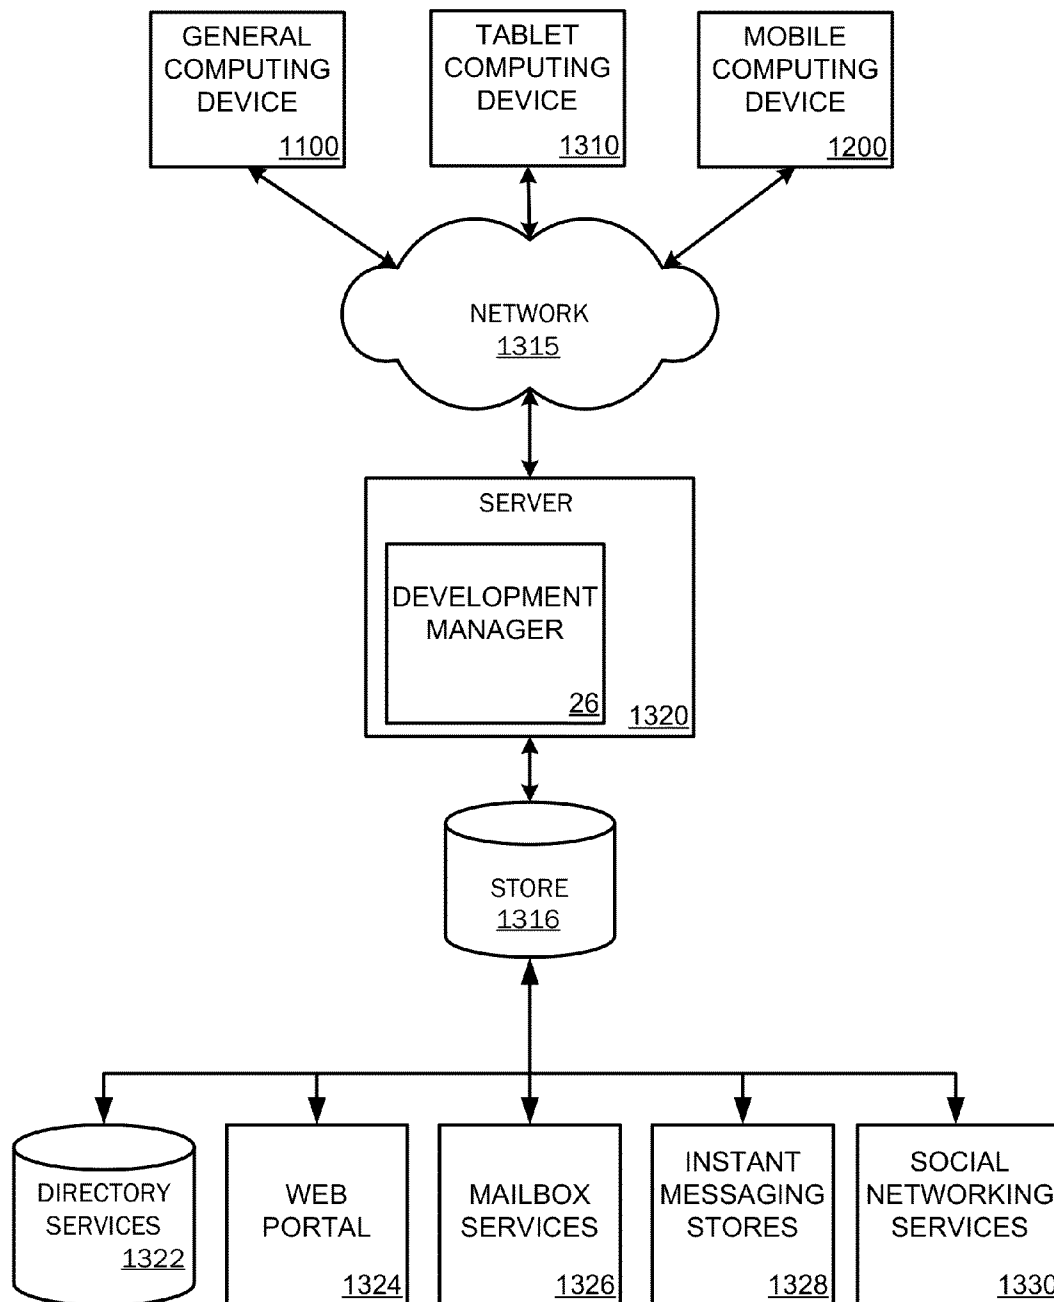 GENERAL
COMPUTING
DEVICE
1100
TABLET
COMPUTING
DEVICE
1310
MOBILE
COMPUTING
DEVICE
1200
NETWORK
1315
SERVER
DEVELOPMENT
MANAGER
26
1320
STORE
1316
DIRECTORY
SERVICES
1322
WEB
PORTAL
1324
MAILBOX
SERVICES
1326
INSTANT
MESSAGING
STORES
1328
SOCIAL
NETWORKING
SERVICES
1330